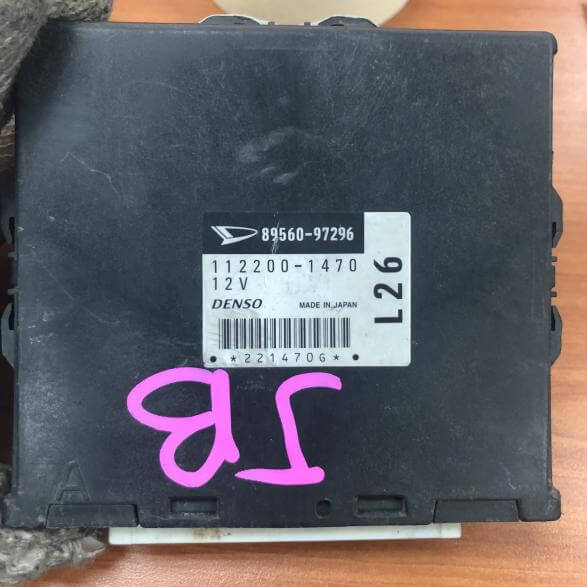 89560-97296
112200-1470
12V
DENSO MADE IN JAPAN
L26
*221470G*
JB
A